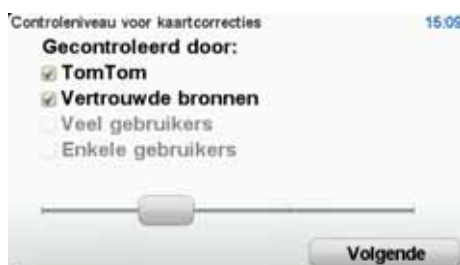 Controleniveau voor kaartcorrecties 15:09
Gecontroleerd door:
TomTom
Vertrouwde bronnen
Veel gebruikers
Enkele gebruikers
Volgende